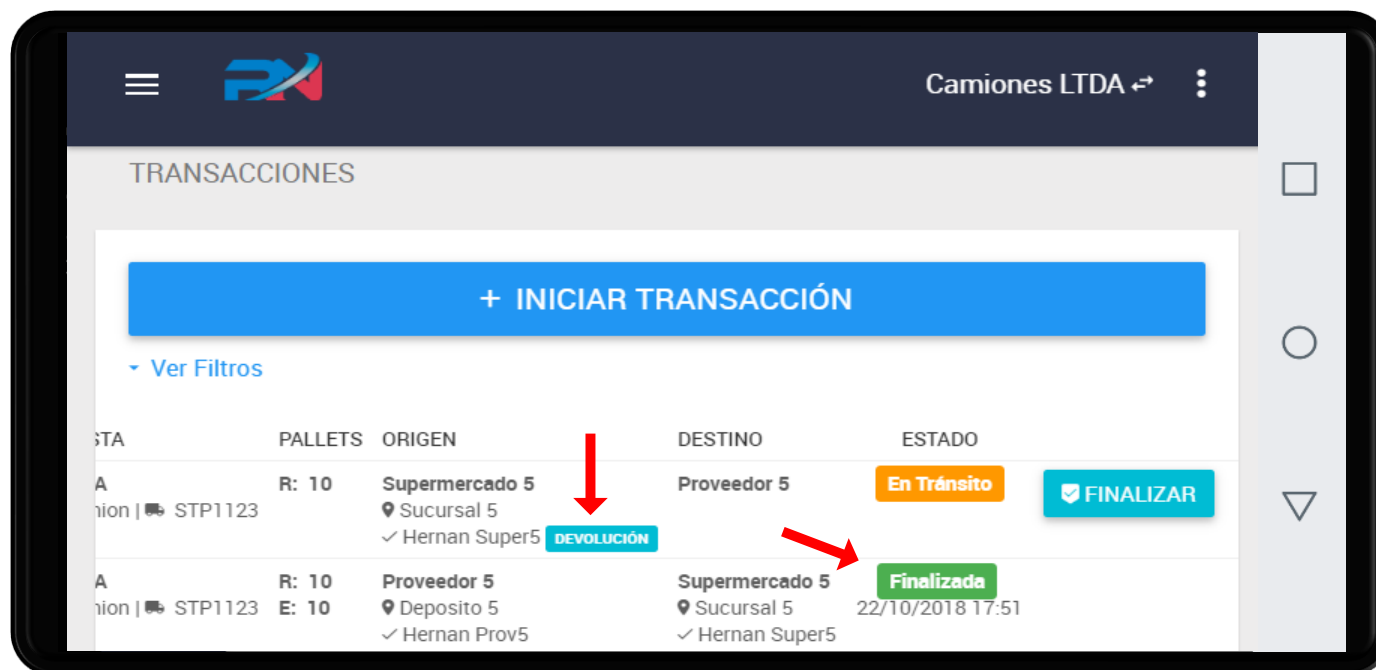 PN
Camiones LTDA
TRANSACCIONES
+ INICIAR TRANSACCIÓN
Ver Filtros
STA PALLETS ORIGEN DESTINO ESTADO
A R: 10 Supermercado 5 Proveedor 5 En Tránsito
nion | STP1123 Sucursal 5 FINALIZAR
Hernan Super5 DEVOLUCIÓN
A R: 10 Proveedor 5 Supermercado 5 Finalizada
nion | STP1123 E: 10 Deposito 5 Sucursal 5 22/10/2018 17:51
Hernan Prov5 Hernan Super5